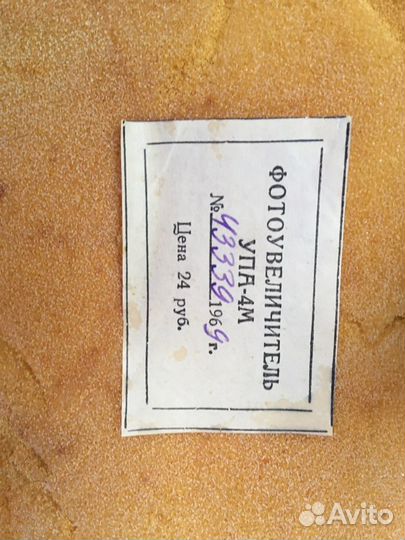 ФОТОУВЕЛИЧИТЕЛЬ
УПА-4М
№ 43339 1969 г.
Цена 24 руб.
Avito